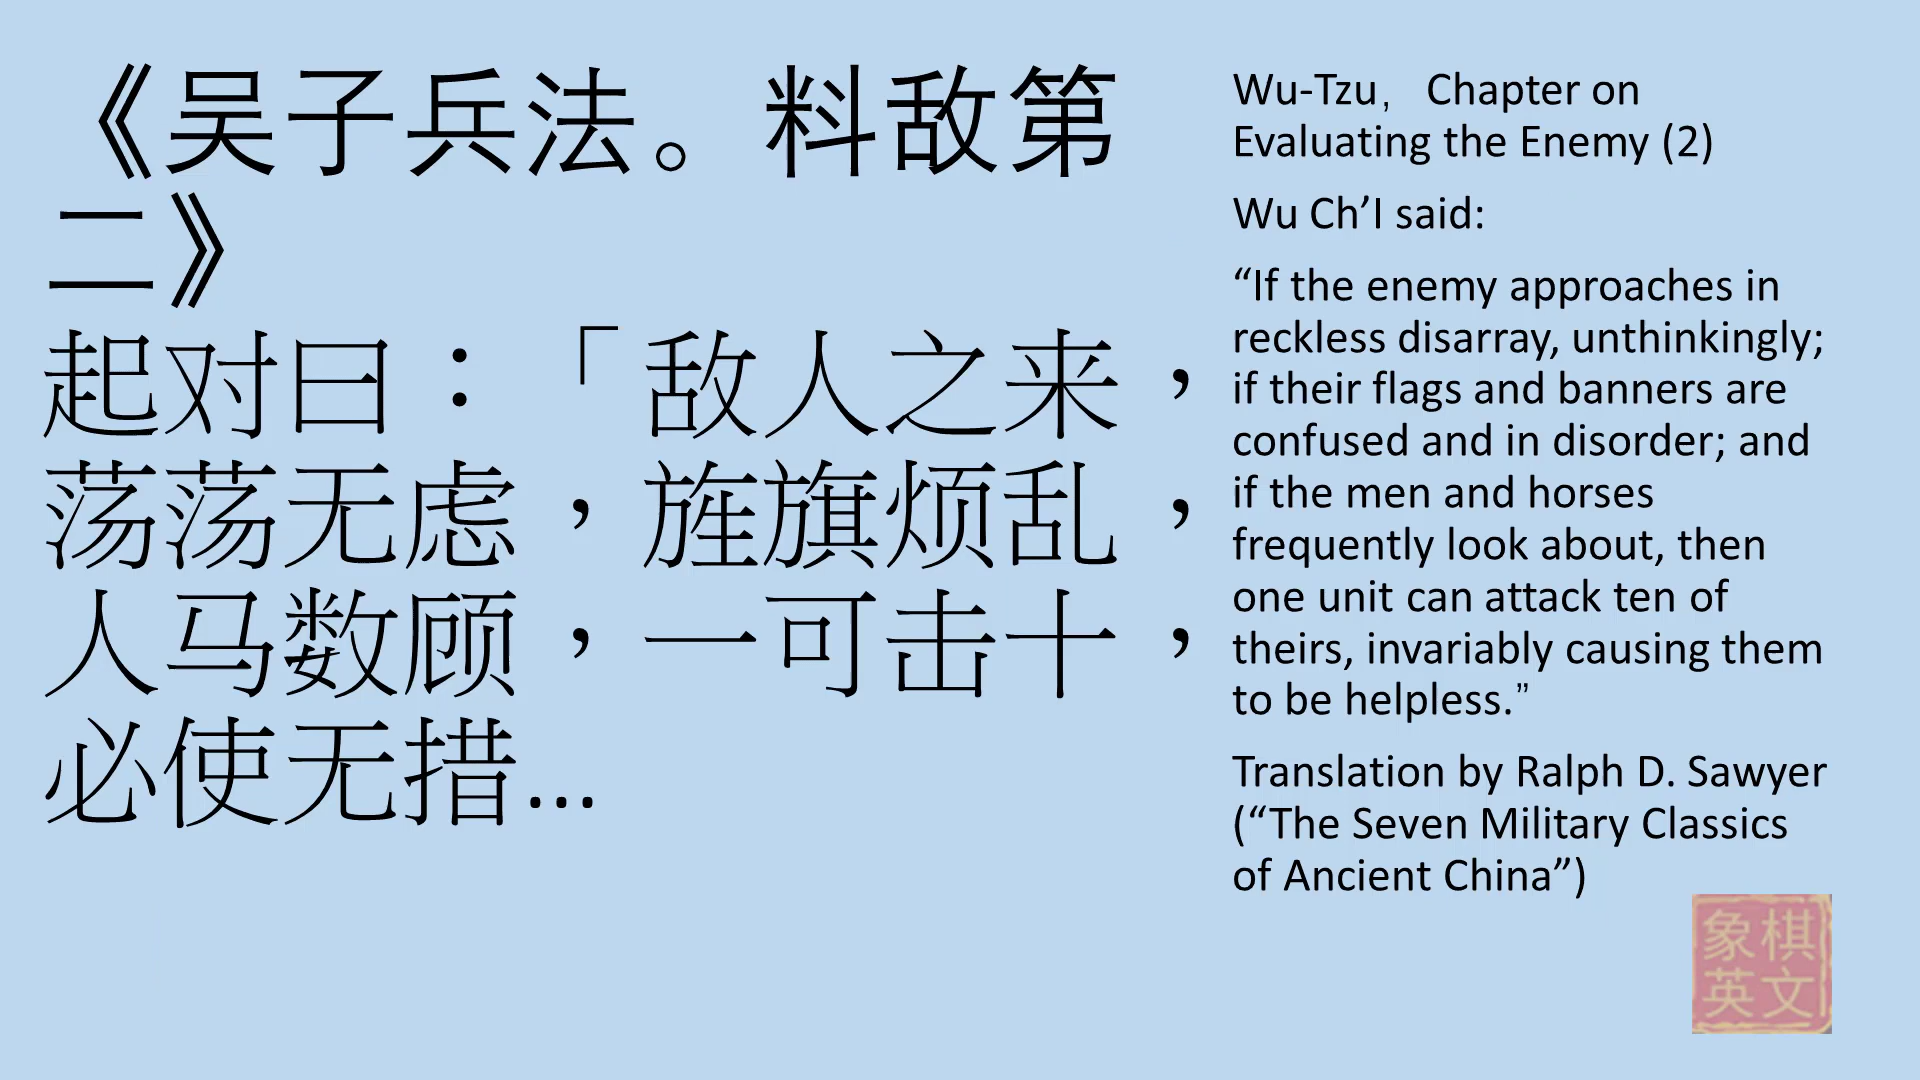 《吴子兵法。料敌第
二》
起对曰：「敌人之来，
荡荡无虑，旌旗烦乱，
人马数顾，一可击十，
必使无措...
Wu-Tzu， Chapter on
Evaluating the Enemy (2)
Wu Ch’I said:
“If the enemy approaches in
reckless disarray, unthinkingly;
if their flags and banners are
confused and in disorder; and
if the men and horses
frequently look about, then
one unit can attack ten of
theirs, invariably causing them
to be helpless.”
Translation by Ralph D. Sawyer
(“The Seven Military Classics
of Ancient China”)
象棋
英文